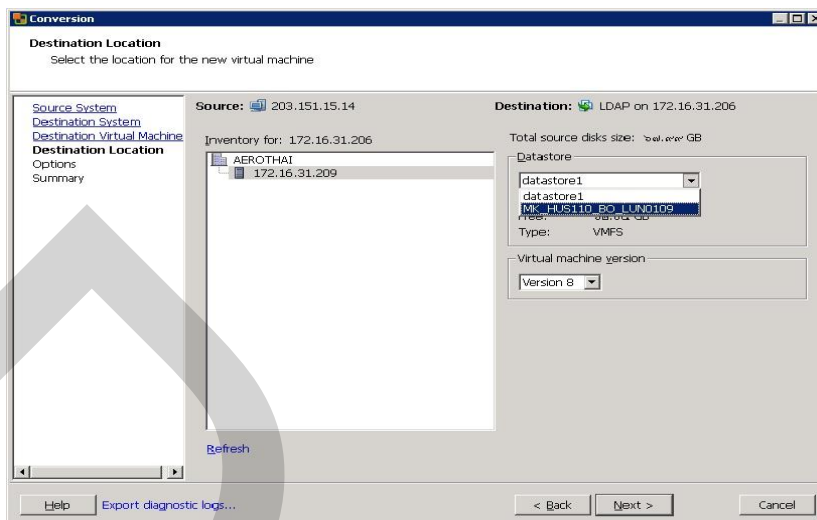 Conversion
Destination Location
Select the location for the new virtual machine
Source System
Destination System
Destination Virtual Machine
Destination Location
Options
Summary
Source: 203.151.15.14
Destination: LDAP on 172.16.31.206
Inventory for: 172.16.31.206
AEROTHAI
172.16.31.209
Total source disks size: GB
Datastore
datastore1
datastore1
MK_HUS110_BO_LUN0109
Free: GB
Type: VMFS
Virtual machine version
Version 8
Refresh
Help
Export diagnostic logs...
< Back
Next >
Cancel